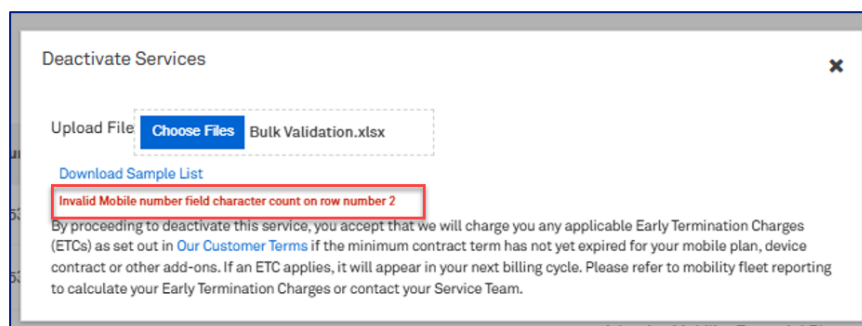 Deactivate Services
Upload File Choose Files Bulk Validation.xlsx
Download Sample List
Invalid Mobile number field character count on row number 2
By proceeding to deactivate this service, you accept that we will charge you any applicable Early Termination Charges
(ETCs) as set out in Our Customer Terms if the minimum contract term has not yet expired for your mobile plan, device
contract or other add-ons. If an ETC applies, it will appear in your next billing cycle. Please refer to mobility fleet reporting
to calculate your Early Termination Charges or contact your Service Team.